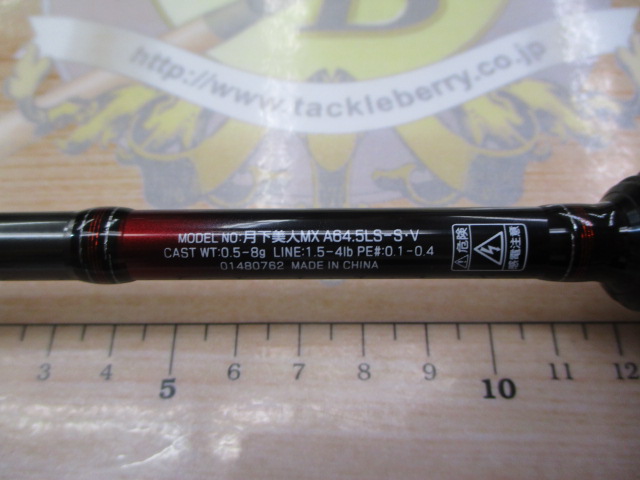 B
http://www.tackleberry.co.jp
MODEL NO:月下美人MX A64.5LS-S・V
CAST WT:0.5-8g LINE:1.5-4lb PE#:0.1-0.4
01480762 MADE IN CHINA
危険
感電注意
3 4 5 6 7 8 9 10 11 12